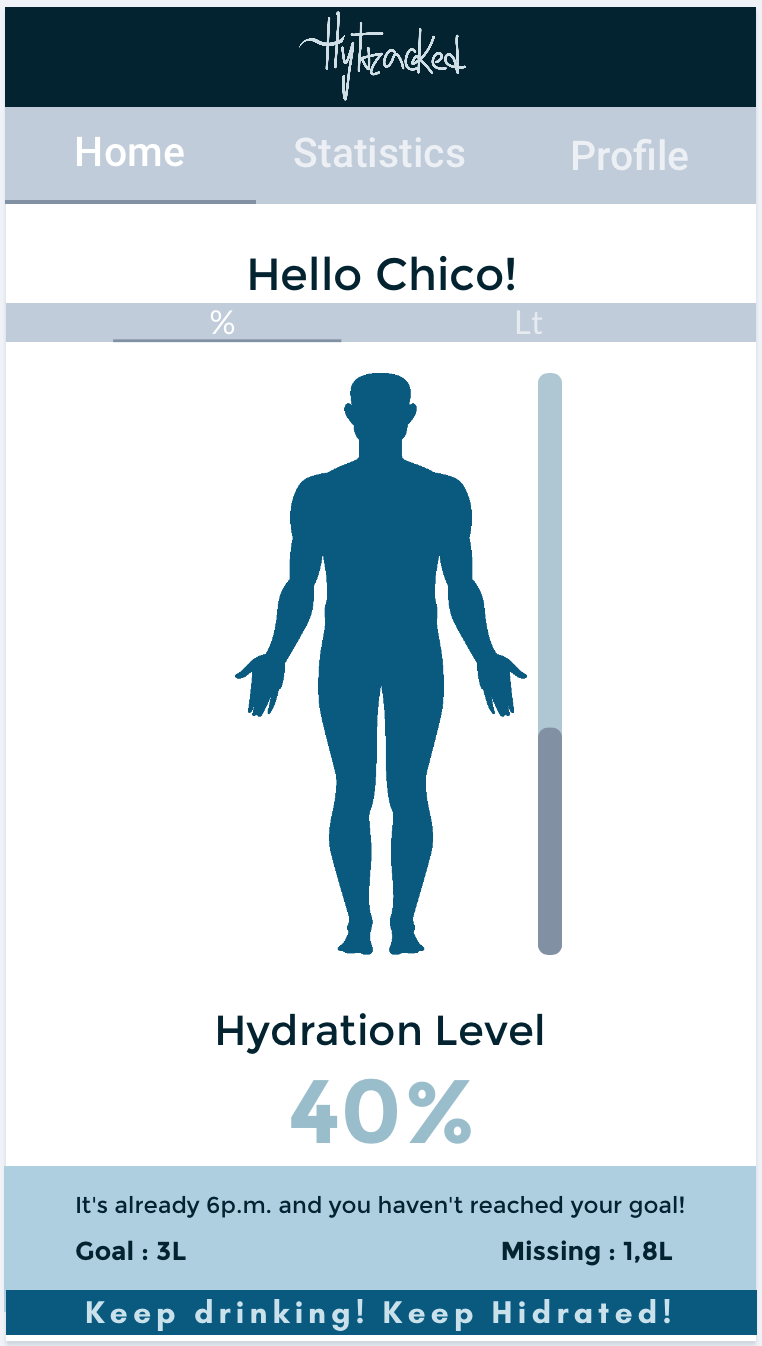 Hytracked
Home Statistics Profile
Hello Chico!
% Lt
Hydration Level
40%
It's already 6p.m. and you haven't reached your goal!
Goal : 3L Missing : 1,8L
Keep drinking! Keep Hidrated!